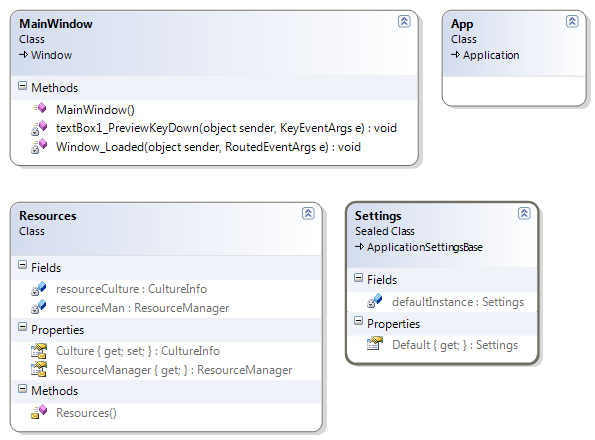 MainWindow
Class
Window
Methods
MainWindow()
textBox1_PreviewKeyDown(object sender, KeyEventArgs e) : void
Window_Loaded(object sender, RoutedEventArgs e) : void
App
Class
Application
Resources
Class
Fields
resourceCulture : CultureInfo
resourceMan : ResourceManager
Properties
Culture { get; set; } : CultureInfo
ResourceManager { get; } : ResourceManager
Methods
Resources()
Settings
Sealed Class
ApplicationSettingsBase
Fields
defaultInstance : Settings
Properties
Default { get; } : Settings